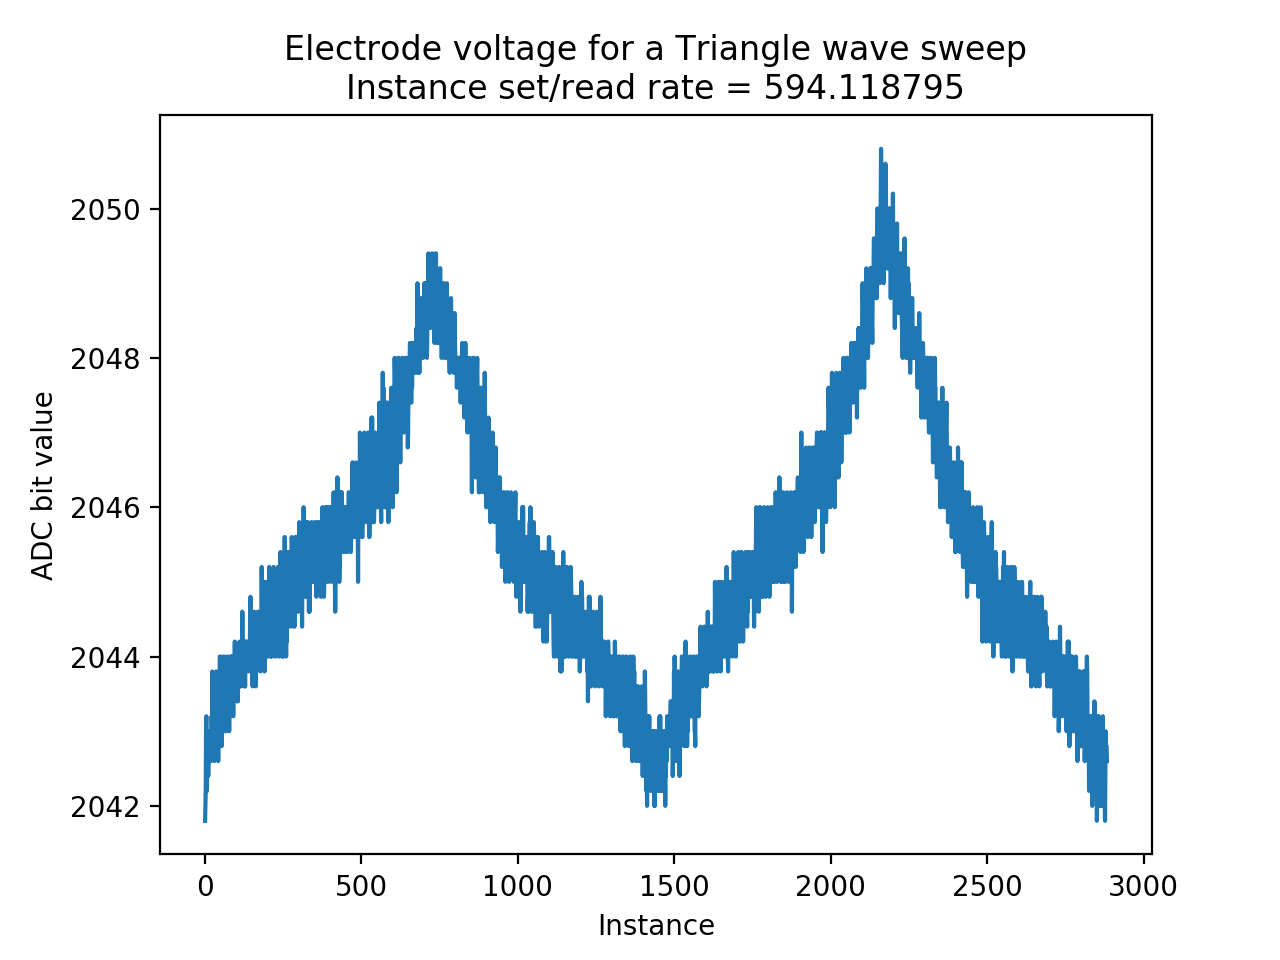 Electrode voltage for a Triangle wave sweep
Instance set/read rate = 594.118795
ADC bit value
2050
2048
2046
2044
2042
0 500 1000 1500 2000 2500 3000
Instance